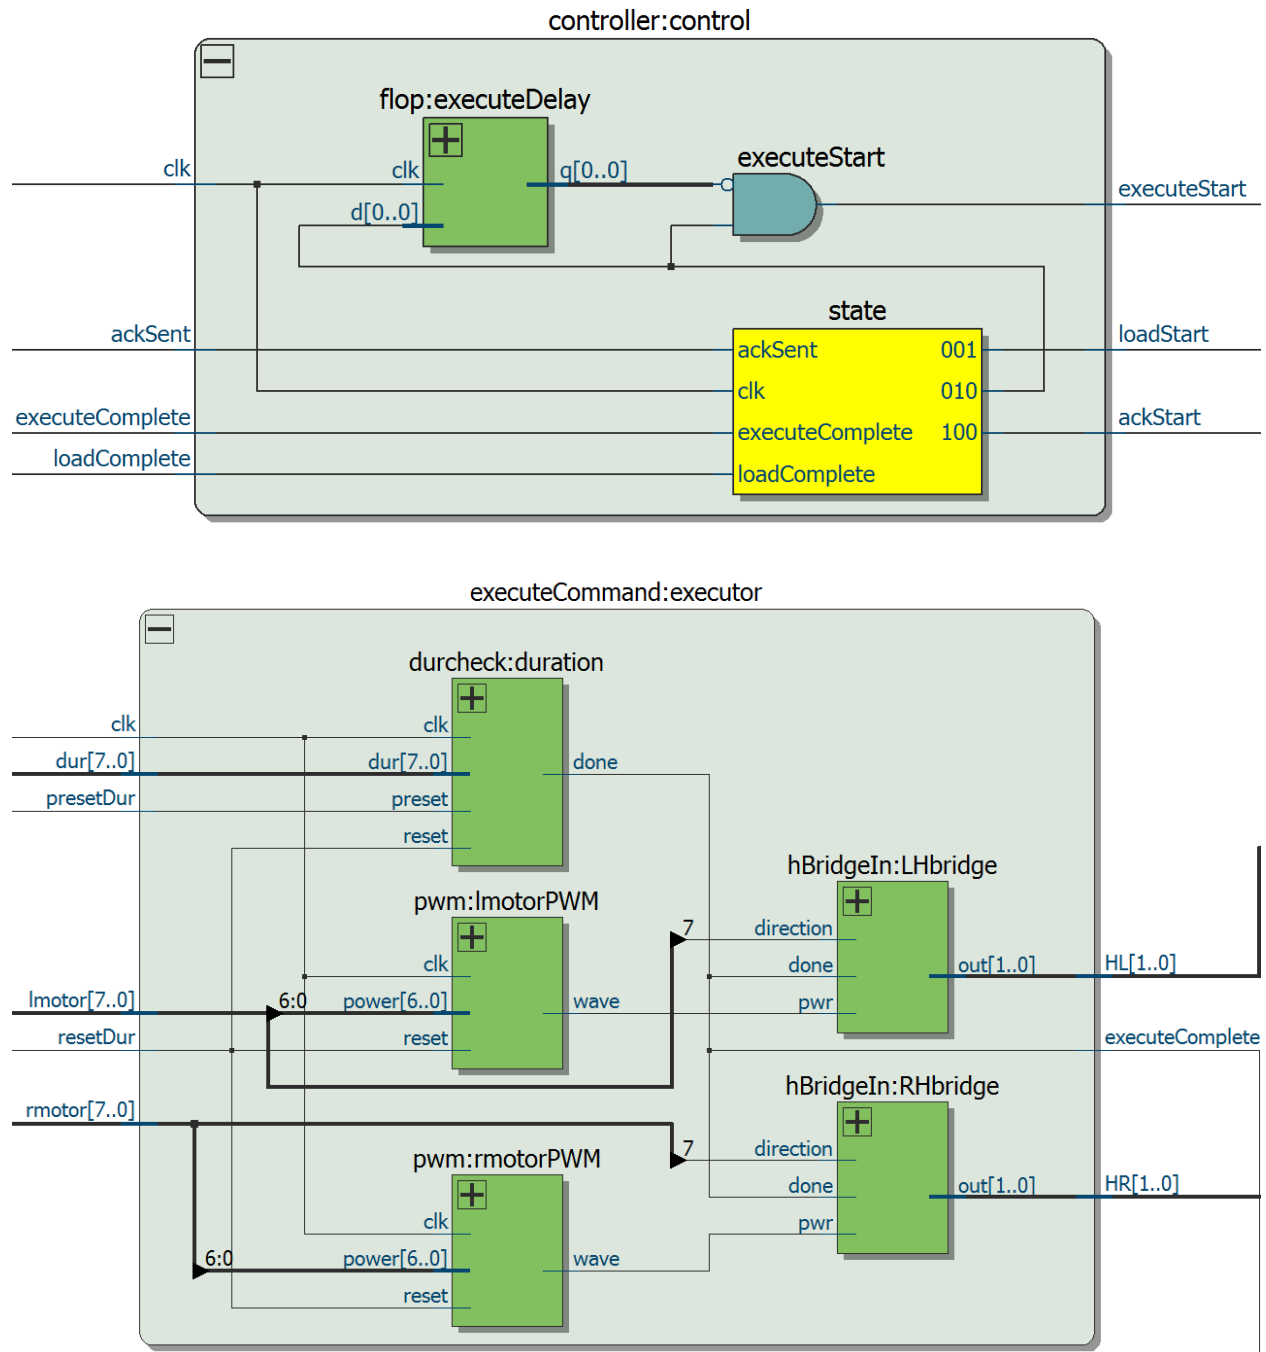 controller:control
flop:executeDelay
clk
clk
q[0..0]
d[0..0]
executeStart
executeStart
state
ackSent
ackSent
001
loadStart
clk
010
executeComplete
executeComplete
100
ackStart
loadComplete
loadComplete
executeCommand:executor
durcheck:duration
clk
clk
dur[7..0]
dur[7..0]
done
presetDur
preset
reset
hBridgeIn:LHbridge
pwm:lmotorPWM
7
direction
clk
done
out[1..0]
HL[1..0]
lmotor[7..0]
6:0
power[6..0]
wave
pwr
resetDur
reset
executeComplete
hBridgeIn:RHbridge
rmotor[7..0]
7
direction
pwm:rmotorPWM
done
out[1..0]
HR[1..0]
clk
pwr
6:0
power[6..0]
wave
reset